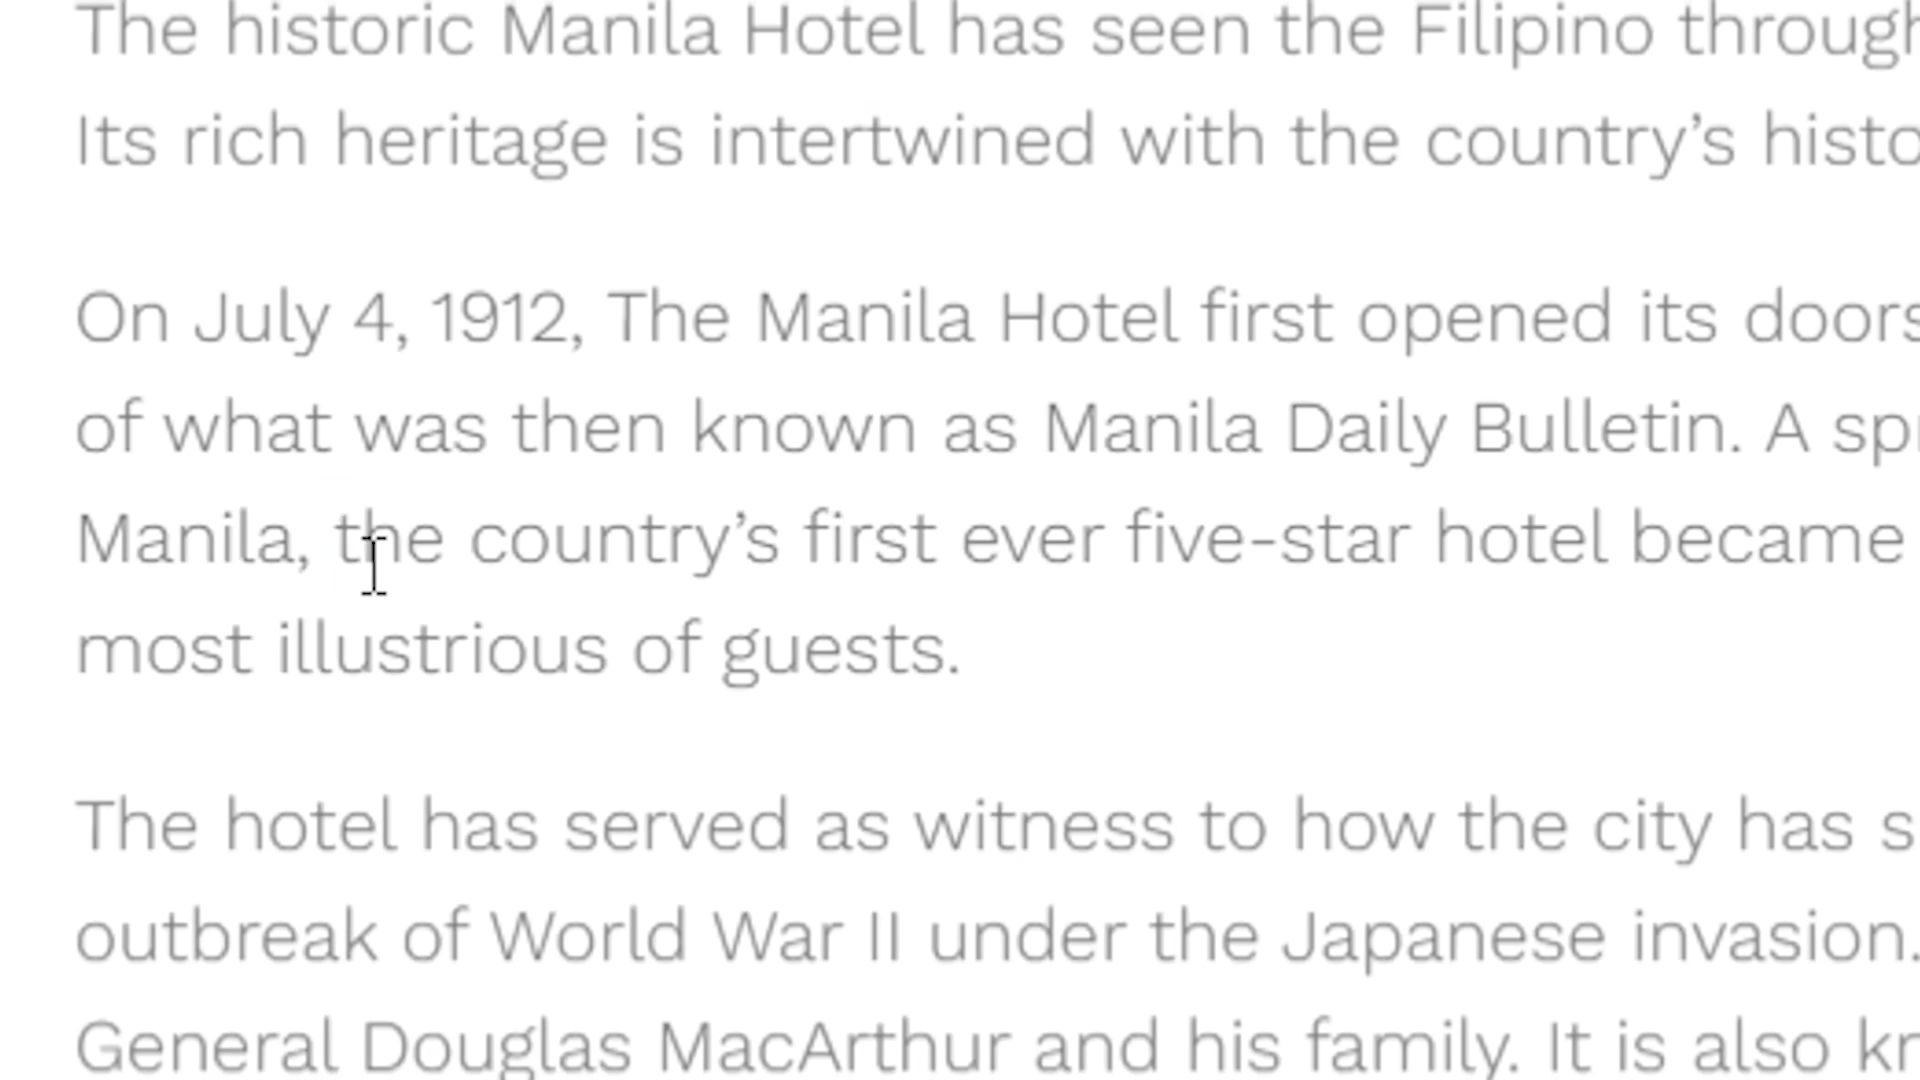 The historic Manila Hotel has seen the Filipino through
Its rich heritage is intertwined with the country’s histo
On July 4, 1912, The Manila Hotel first opened its doors
of what was then known as Manila Daily Bulletin. A sp
Manila, the country’s first ever five-star hotel became
most illustrious of guests.
The hotel has served as witness to how the city has s
outbreak of World War II under the Japanese invasion.
General Douglas MacArthur and his family. It is also kn